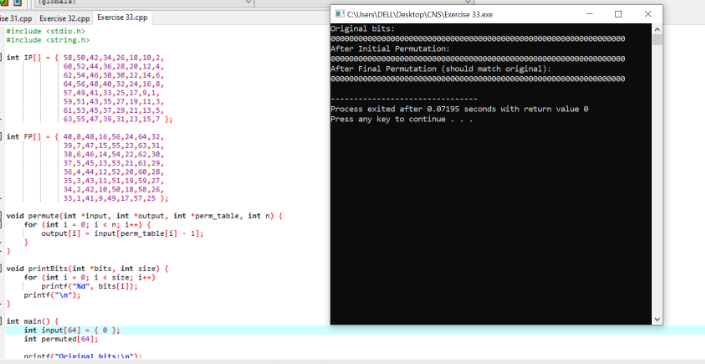 (globals)
ise 31.cpp Exercise 32.cpp Exercise 33.cpp
#include <stdio.h>
#include <string.h>
int IP[] = { 58,50,42,34,26,18,10,2,
60,52,44,36,28,20,12,4,
62,54,46,38,30,22,14,6,
64,56,48,40,32,24,16,8,
57,49,41,33,25,17,9,1,
59,51,43,35,27,19,11,3,
61,53,45,37,29,21,13,5,
63,55,47,39,31,23,15,7 };
int FP[] = { 40,8,48,16,56,24,64,32,
39,7,47,15,55,23,63,31,
38,6,46,14,54,22,62,30,
37,5,45,13,53,21,61,29,
36,4,44,12,52,20,60,28,
35,3,43,11,51,19,59,27,
34,2,42,10,50,18,58,26,
33,1,41,9,49,17,57,25 };
void permute(int *input, int *output, int *perm_table, int n) {
for (int i = 0; i < n; i++) {
output[i] = input[perm_table[i] - 1];
}
}
void printBits(int *bits, int size) {
for (int i = 0; i < size; i++)
printf("%d", bits[i]);
printf("\n");
}
int main() {
int input[64] = { 0 };
int permuted[64];
printf("Original bits:\n");
C:\Users\DELL\Desktop\CNS\Exercise 33.exe
Original bits:
0000000000000000000000000000000000000000000000000000000000000000
After Initial Permutation:
0000000000000000000000000000000000000000000000000000000000000000
After Final Permutation (should match original):
0000000000000000000000000000000000000000000000000000000000000000
--------------------------------
Process exited after 0.07195 seconds with return value 0
Press any key to continue . . .